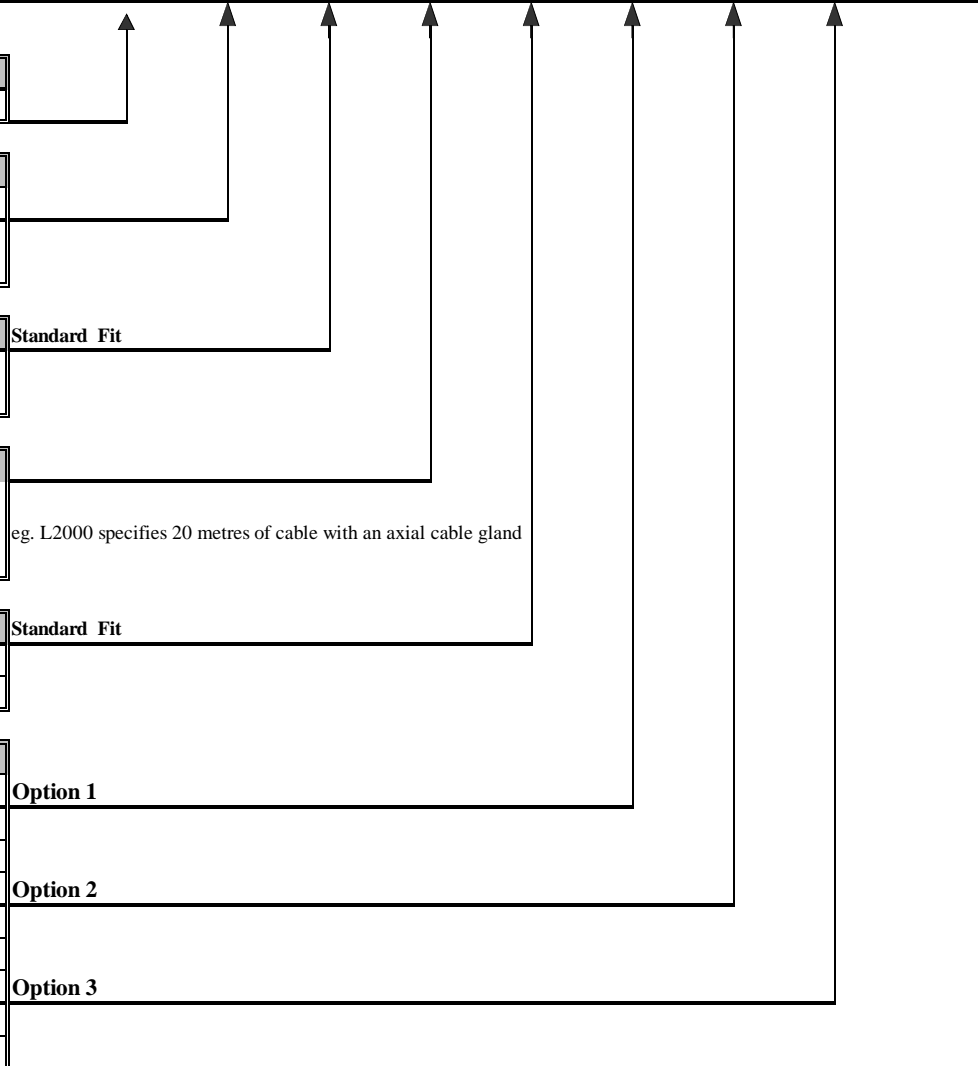 Standard Fit
eg. L2000 specifies 20 metres of cable with an axial cable gland
Standard Fit
Option 1
Option 2
Option 3